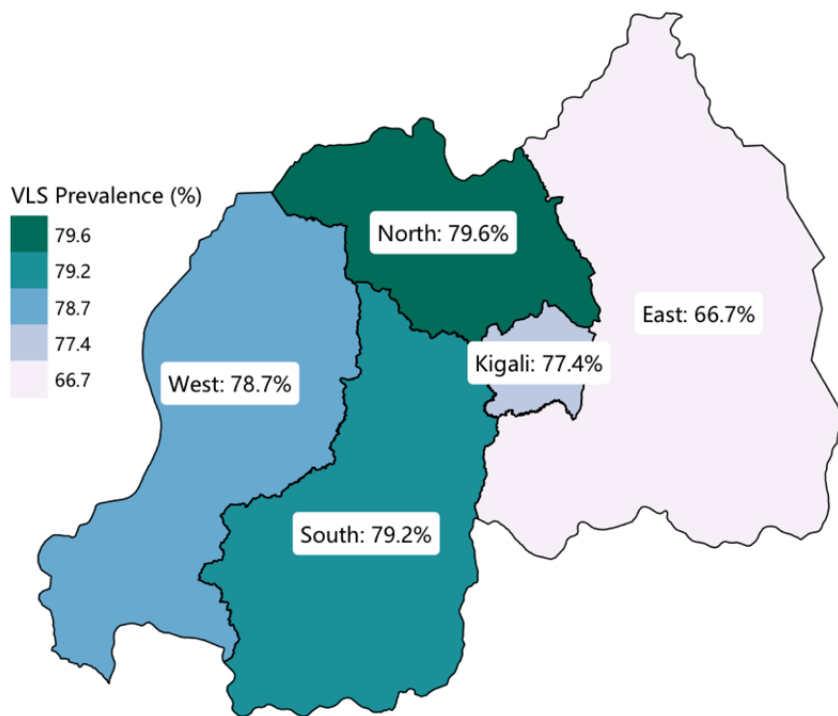 VLS Prevalence (%)
79.6
79.2
78.7
77.4
66.7
North: 79.6%
East: 66.7%
Kigali: 77.4%
West: 78.7%
South: 79.2%